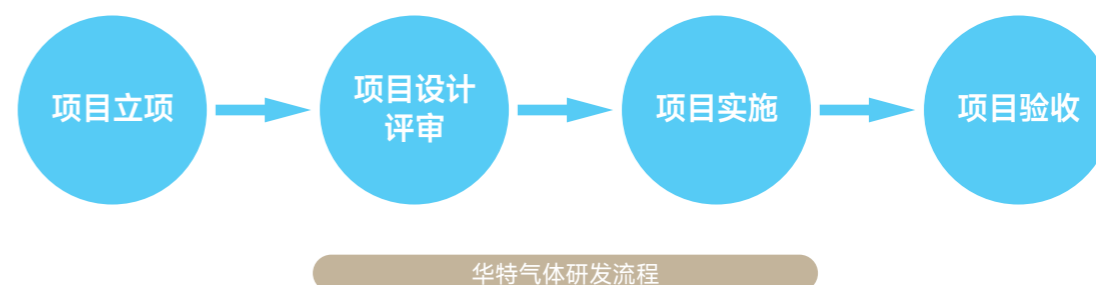 项目立项
项目设计
评审
项目实施
项目验收
华特气体研发流程